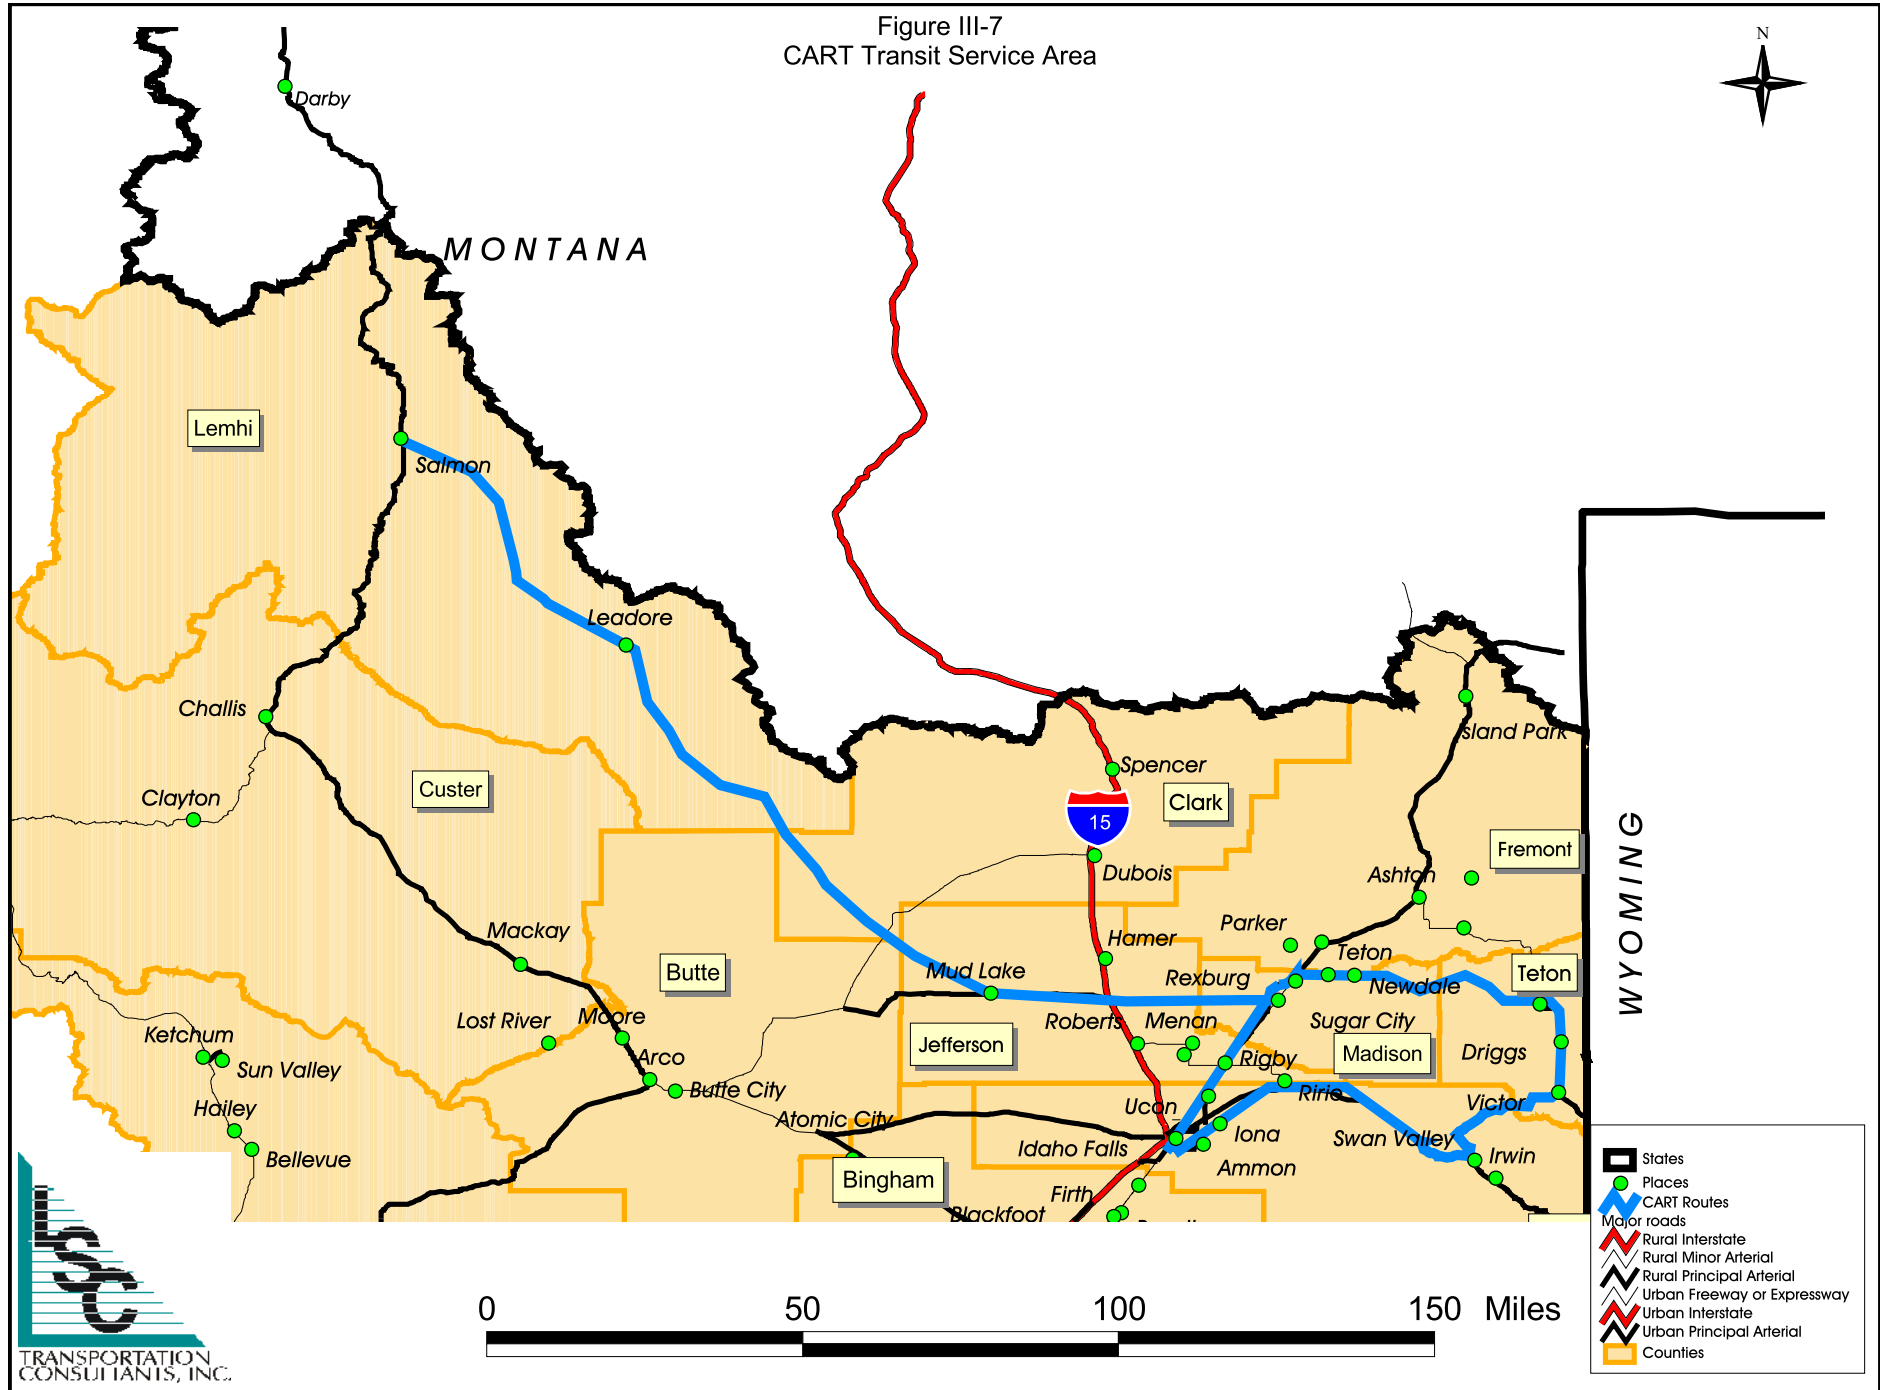 Figure III-7
CART Transit Service Area
N
Darby
MONTANA
Lemhi
Salmon
Leadore
Challis
Island Park
Spencer
Custer
Clark
Clayton
15
WYOMING
Fremont
Dubois
Ashton
Parker
Mackay
Hamer
Teton
Butte
Mud Lake
Rexburg
Teton
Newdale
Lost River
Moore
Roberts
Menan
Sugar City
Ketchum
Jefferson
Madison
Driggs
Sun Valley
Arco
Rigby
Butte City
Ririe
Hailey
Ucon
Victor
Atomic City
Iona
Swan Valley
Idaho Falls
Bellevue
Irwin
Ammon
Bingham
Firth
Blackfoot
States
Places
CART Routes
Major roads
Rural Interstate
Rural Minor Arterial
Rural Principal Arterial
Urban Freeway or Expressway
Urban Interstate
Urban Principal Arterial
Counties
0 50 100 150 Miles
LSC
TRANSPORTATION
CONSULTANTS, INC.